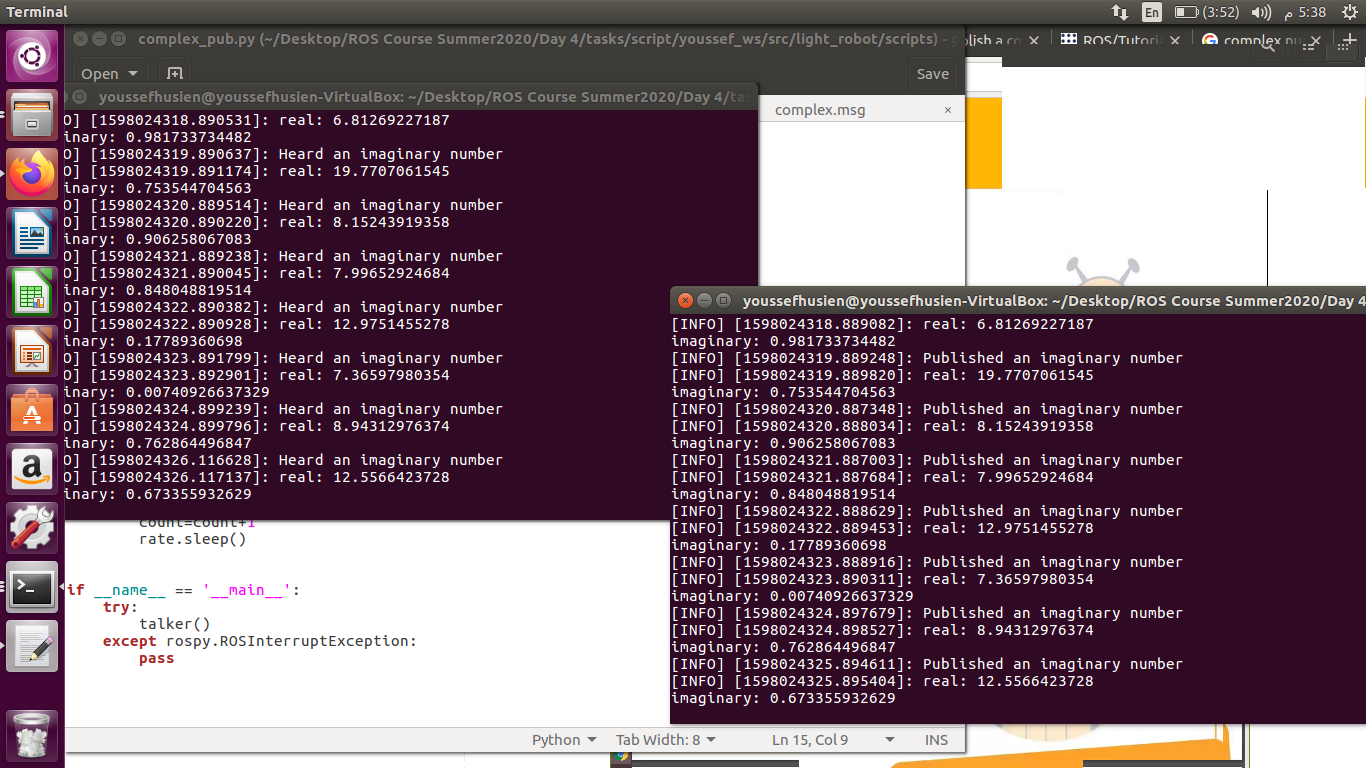 Terminal
En
(3:52)
5:38 م
complex_pub.py (~/Desktop/ROS Course Summer2020/Day 4/tasks/script/youssef_ws/src/light_robot/scripts) -
blish a co
ROS/Tutoria
complex nu
Open
Save
youssefhusien@youssefhusien-VirtualBox: ~/Desktop/ROS Course Summer2020/Day 4/ta
complex.msg ×
O] [1598024318.890531]: real: 6.81269227187
inary: 0.981733734482
O] [1598024319.890637]: Heard an imaginary number
O] [1598024319.891174]: real: 19.7707061545
inary: 0.753544704563
O] [1598024320.889514]: Heard an imaginary number
O] [1598024320.890220]: real: 8.15243919358
inary: 0.906258067083
O] [1598024321.889238]: Heard an imaginary number
O] [1598024321.890045]: real: 7.99652924684
inary: 0.848048819514
O] [1598024322.890382]: Heard an imaginary number
O] [1598024322.890928]: real: 12.9751455278
inary: 0.17789360698
O] [1598024323.891799]: Heard an imaginary number
O] [1598024323.892901]: real: 7.36597980354
inary: 0.00740926637329
O] [1598024324.899239]: Heard an imaginary number
O] [1598024324.899796]: real: 8.94312976374
inary: 0.762864496847
O] [1598024326.116628]: Heard an imaginary number
O] [1598024326.117137]: real: 12.5566423728
inary: 0.673355932629
count=count+1
rate.sleep()
if __name__ == '__main__':
try:
talker()
except rospy.ROSInterruptException:
pass
youssefhusien@youssefhusien-VirtualBox: ~/Desktop/ROS Course Summer2020/Day 4
[INFO] [1598024318.889082]: real: 6.81269227187
imaginary: 0.981733734482
[INFO] [1598024319.889248]: Published an imaginary number
[INFO] [1598024319.889820]: real: 19.7707061545
imaginary: 0.753544704563
[INFO] [1598024320.887348]: Published an imaginary number
[INFO] [1598024320.888034]: real: 8.15243919358
imaginary: 0.906258067083
[INFO] [1598024321.887003]: Published an imaginary number
[INFO] [1598024321.887684]: real: 7.99652924684
imaginary: 0.848048819514
[INFO] [1598024322.888629]: Published an imaginary number
[INFO] [1598024322.889453]: real: 12.9751455278
imaginary: 0.17789360698
[INFO] [1598024323.888916]: Published an imaginary number
[INFO] [1598024323.890311]: real: 7.36597980354
imaginary: 0.00740926637329
[INFO] [1598024324.897679]: Published an imaginary number
[INFO] [1598024324.898527]: real: 8.94312976374
imaginary: 0.762864496847
[INFO] [1598024325.894611]: Published an imaginary number
[INFO] [1598024325.895404]: real: 12.5566423728
imaginary: 0.673355932629
Python Tab Width: 8 Ln 15, Col 9 INS